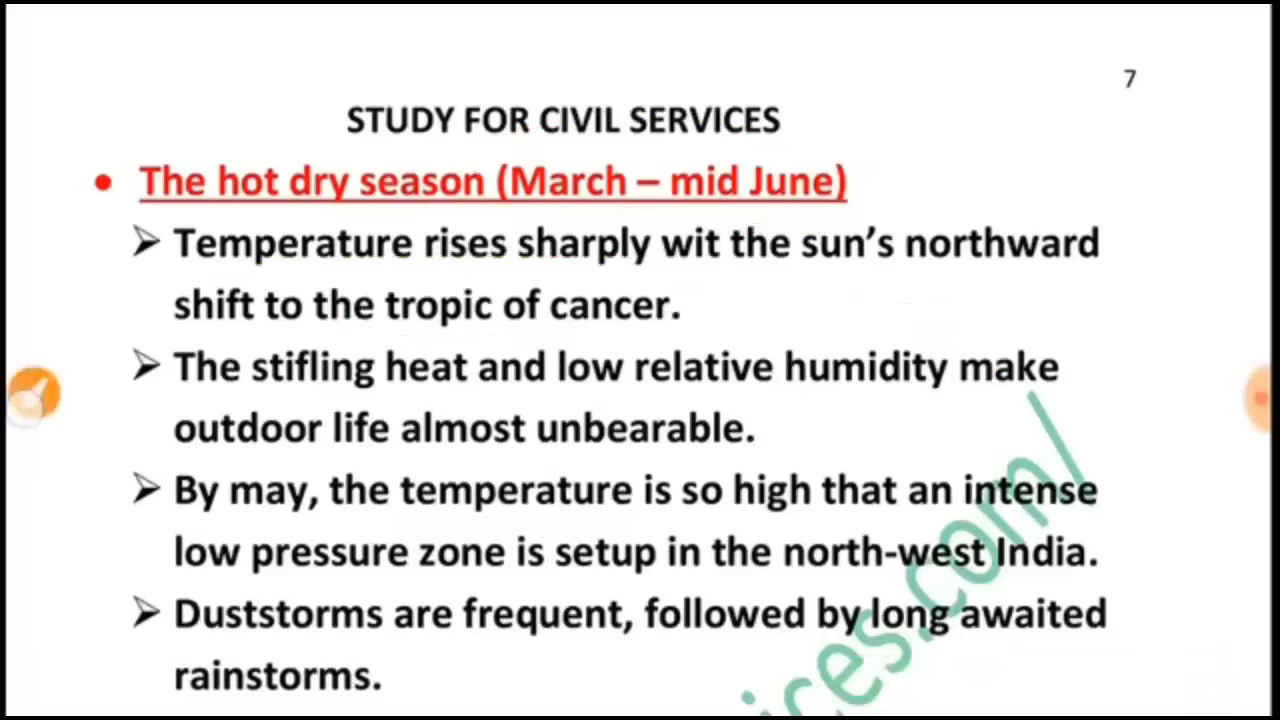 7
STUDY FOR CIVIL SERVICES
• The hot dry season (March – mid June)
➢ Temperature rises sharply wit the sun's northward
shift to the tropic of cancer.
➢ The stifling heat and low relative humidity make
outdoor life almost unbearable.
➢ By may, the temperature is so high that an intense
low pressure zone is setup in the north-west India.
➢ Duststorms are frequent, followed by long awaited
rainstorms.
ices.com/